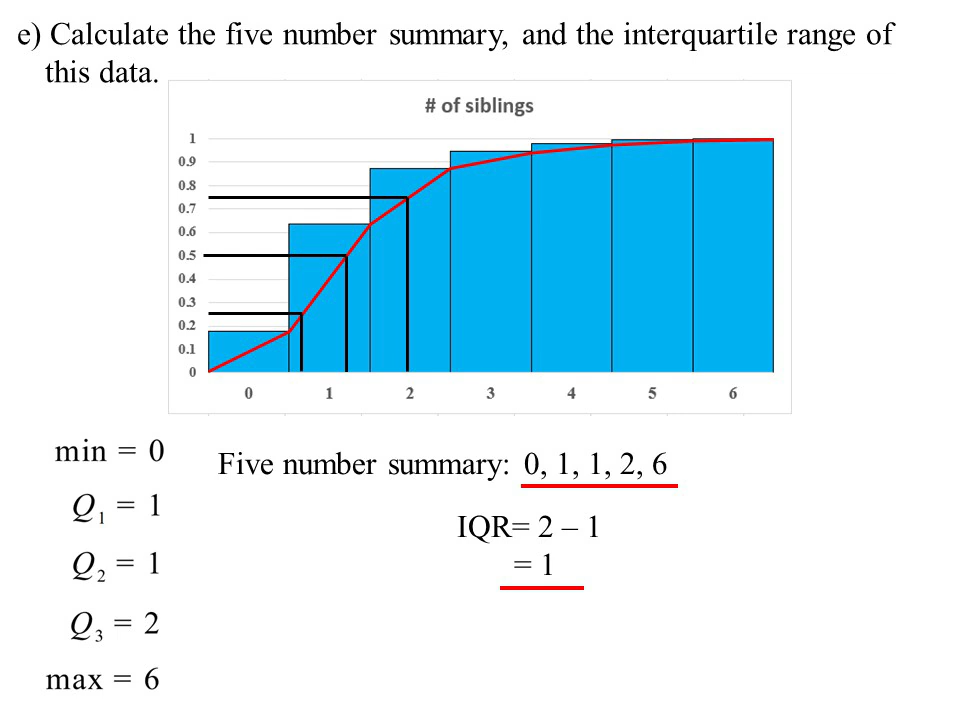 e) Calculate the five number summary, and the interquartile range of
this data.
# of siblings
1
0.9
0.8
0.7
0.6
0.5
0.4
0.3
0.2
0.1
0
0 1 2 3 4 5 6
min = 0
Q₁ = 1
Q₂ = 1
Q₃ = 2
max = 6
Five number summary: 0, 1, 1, 2, 6
IQR= 2 – 1
= 1